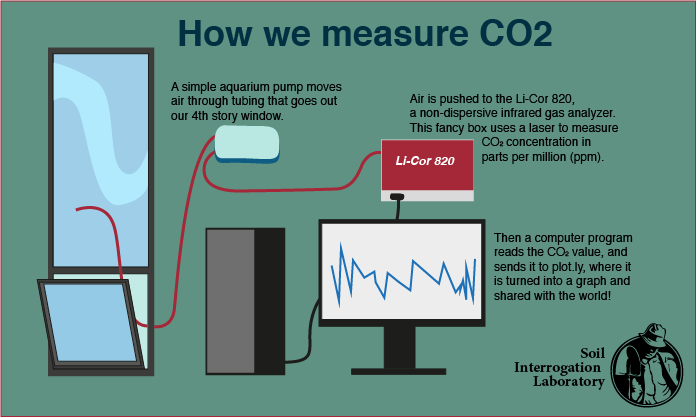 How we measure CO2
A simple aquarium pump moves
air through tubing that goes out
our 4th story window.
Air is pushed to the Li-Cor 820,
a non-dispersive infrared gas analyzer.
This fancy box uses a laser to measure
CO₂ concentration in
parts per million (ppm).
Li-Cor 820
Then a computer program
reads the CO₂ value, and
sends it to plot.ly, where it
is turned into a graph and
shared with the world!
Soil
Interrogation
Laboratory